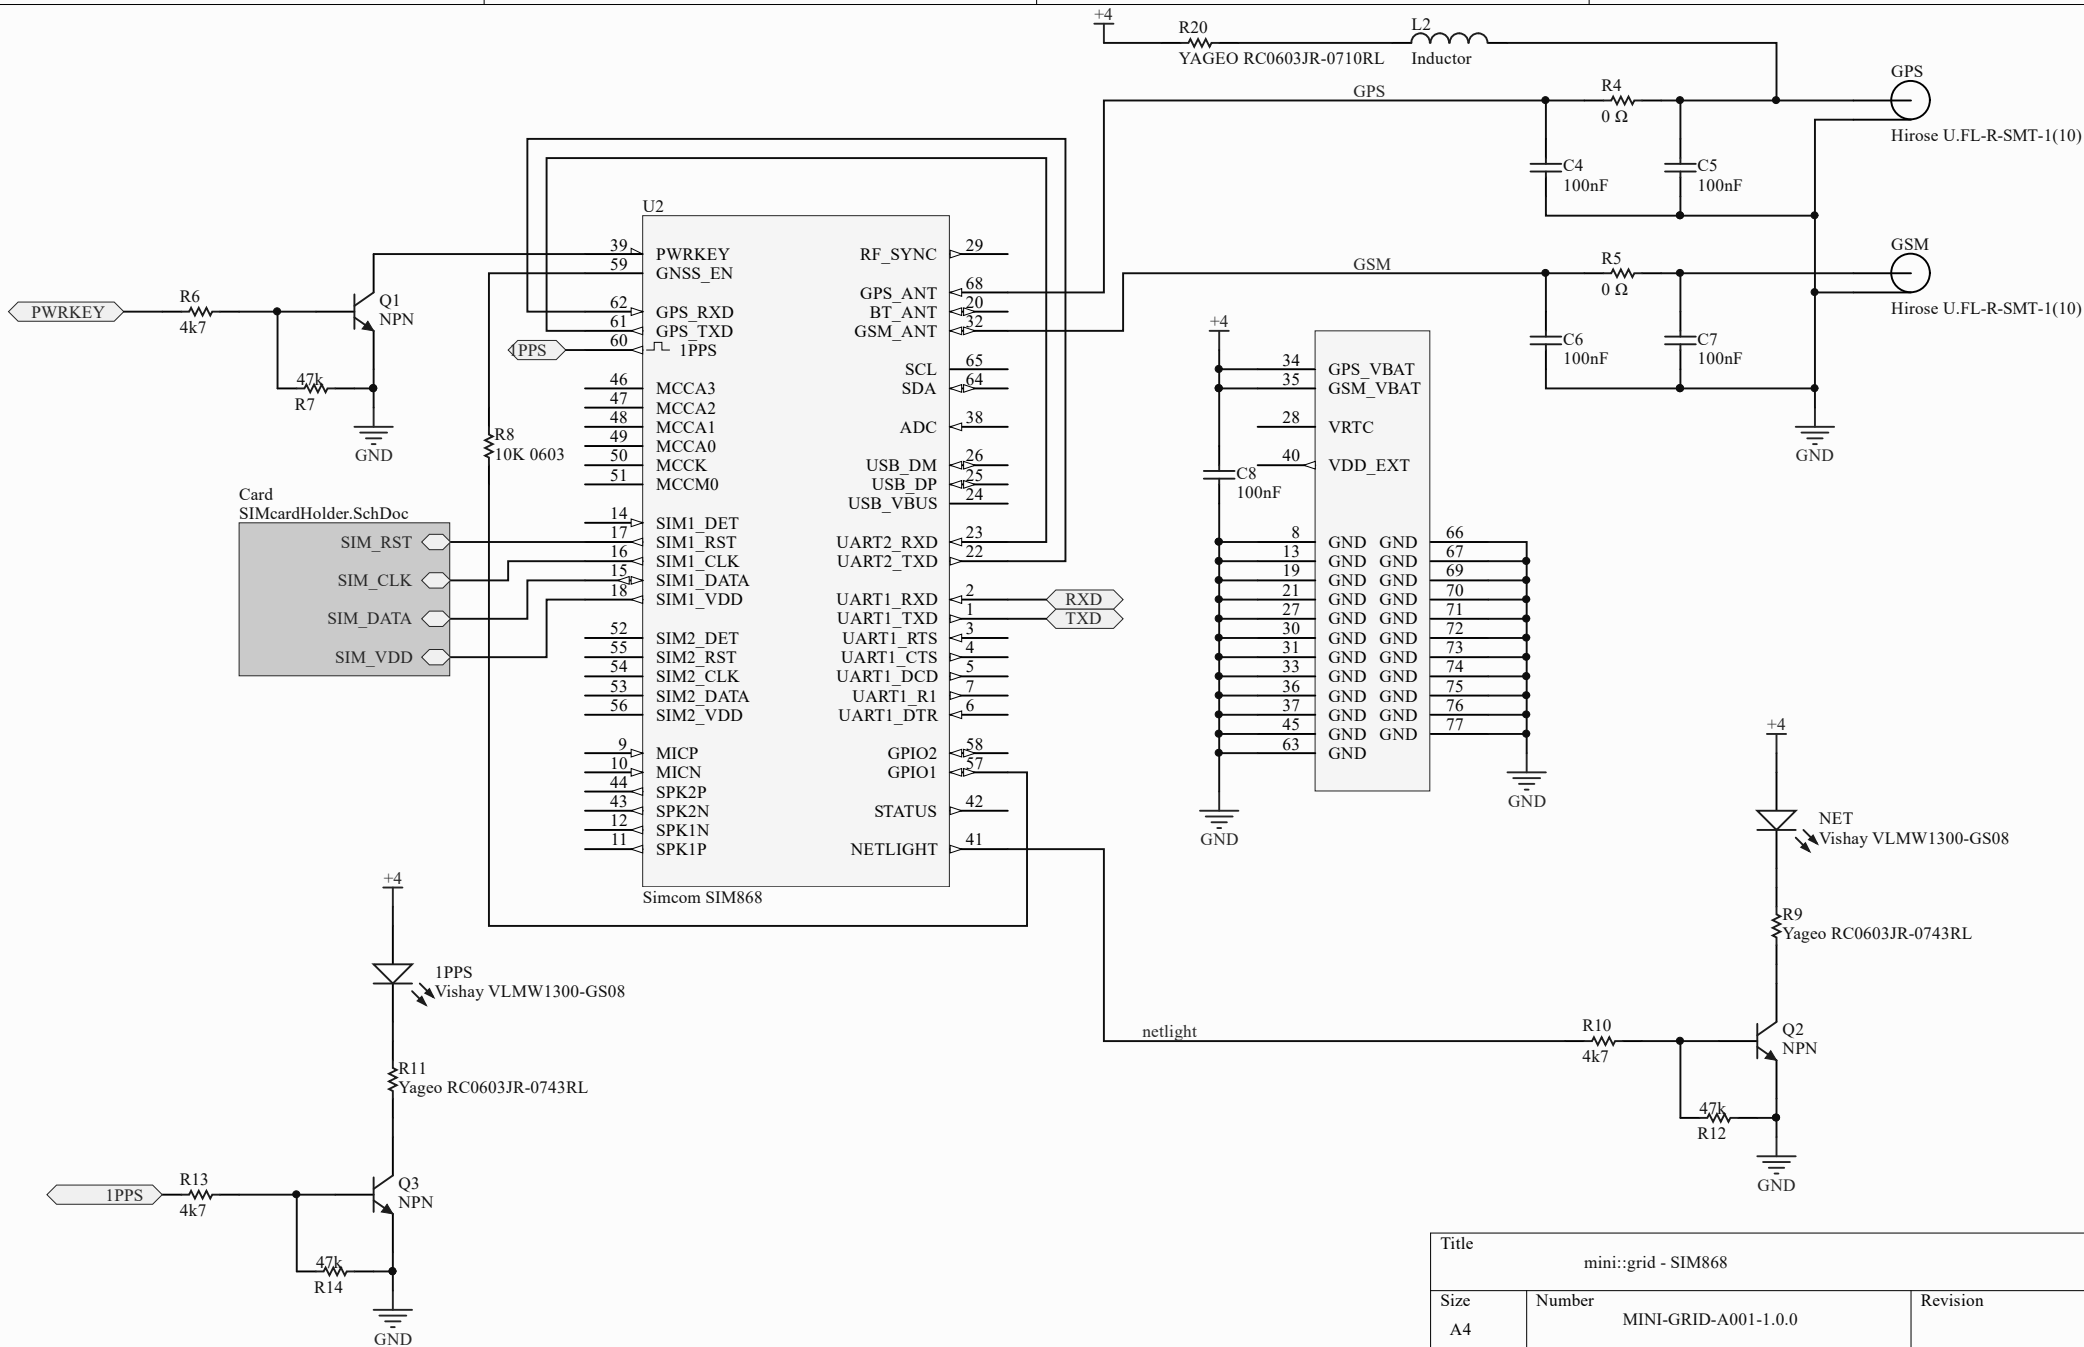 +4
R20
YAGEO RC0603JR-0710RL
L2
Inductor
GPS
R4
0 Ω
GPS
Hirose U.FL-R-SMT-1(10)
C4
100nF
C5
100nF
GSM
R5
0 Ω
GSM
Hirose U.FL-R-SMT-1(10)
C6
100nF
C7
100nF
GND
PWRKEY
R6
4k7
Q1
NPN
47k
R7
GND
R8
10K 0603
1PPS
Card
SIMcardHolder.SchDoc
SIM_RST
SIM_CLK
SIM_DATA
SIM_VDD
U2
39 PWRKEY
59 GNSS_EN
62 GPS_RXD
61 GPS_TXD
60 1PPS
46 MCCA3
47 MCCA2
48 MCCA1
49 MCCA0
50 MCCK
51 MCCM0
14 SIM1_DET
17 SIM1_RST
16 SIM1_CLK
15 SIM1_DATA
18 SIM1_VDD
52 SIM2_DET
55 SIM2_RST
54 SIM2_CLK
53 SIM2_DATA
56 SIM2_VDD
9 MICP
10 MICN
44 SPK2P
43 SPK2N
12 SPK1N
11 SPK1P
RF_SYNC 29
GPS_ANT 68
BT_ANT 20
GSM_ANT 32
SCL 65
SDA 64
ADC 38
USB_DM 26
USB_DP 25
USB_VBUS 24
UART2_RXD 23
UART2_TXD 22
UART1_RXD 2
UART1_TXD 1
UART1_RTS 3
UART1_CTS 4
UART1_DCD 5
UART1_R1 7
UART1_DTR 6
GPIO2 58
GPIO1 57
STATUS 42
NETLIGHT 41
Simcom SIM868
RXD
TXD
+4
C8
100nF
34 GPS_VBAT
35 GSM_VBAT
28 VRTC
40 VDD_EXT
8 GND GND 66
13 GND GND 67
19 GND GND 69
21 GND GND 70
27 GND GND 71
30 GND GND 72
31 GND GND 73
33 GND GND 74
36 GND GND 75
37 GND GND 76
45 GND GND 77
63 GND
GND
GND
+4
NET
Vishay VLMW1300-GS08
R9
Yageo RC0603JR-0743RL
netlight
R10
4k7
Q2
NPN
47k
R12
GND
+4
1PPS
Vishay VLMW1300-GS08
R11
Yageo RC0603JR-0743RL
1PPS
R13
4k7
Q3
NPN
47k
R14
GND
Title
mini::grid - SIM868
Size
A4
Number
MINI-GRID-A001-1.0.0
Revision